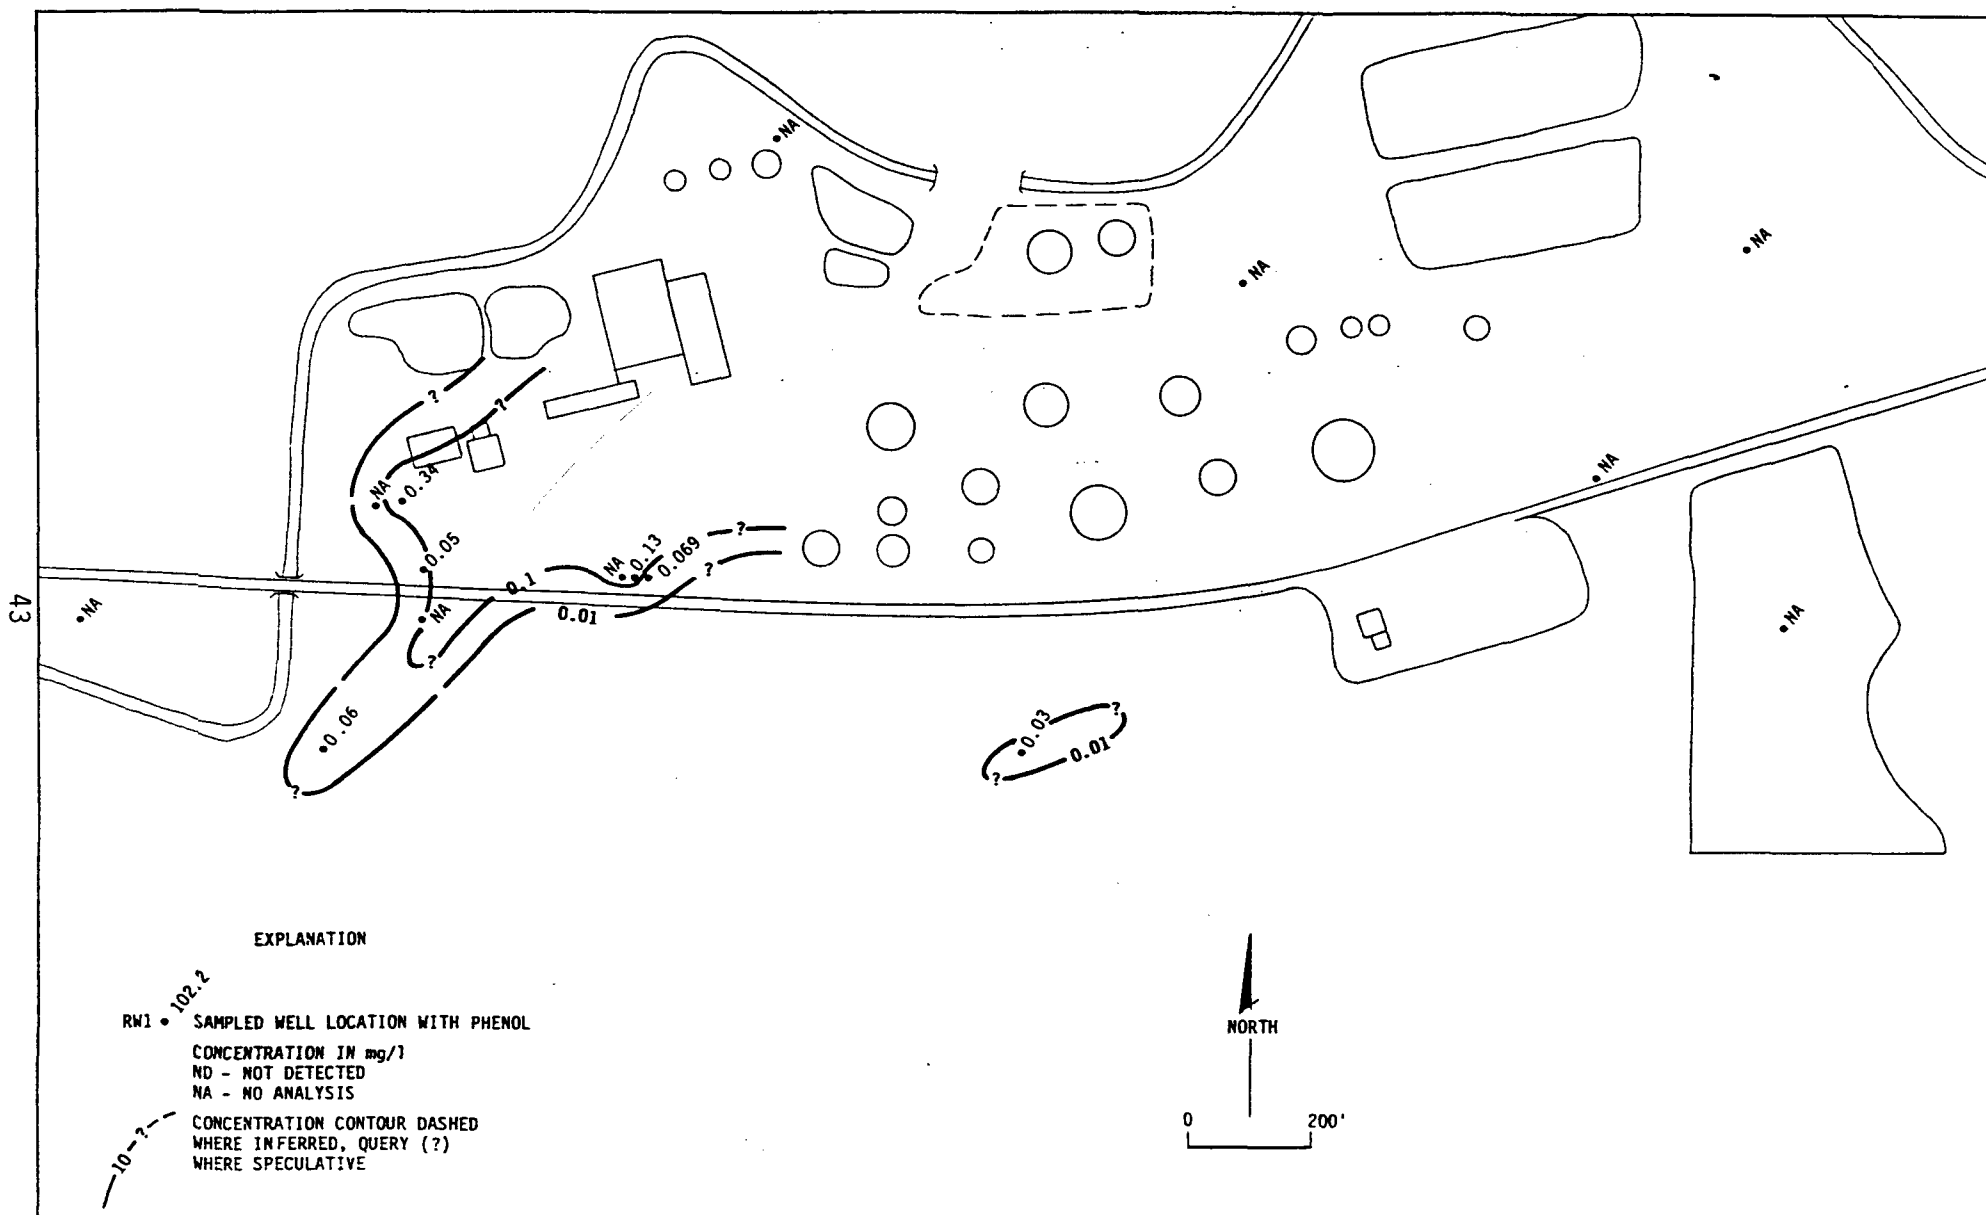 NA
NA
NA
?
?
NA
NA
0.34
NA
0.13
0.069
?
0.05
?
0.1
NA
0.01
NA
NA
43
?
0.06
0.03
?
0.01
?
?
EXPLANATION
102.2
RW1 • SAMPLED WELL LOCATION WITH PHENOL
CONCENTRATION IN mg/l
ND - NOT DETECTED
NA - NO ANALYSIS
10 - ? - - CONCENTRATION CONTOUR DASHED
WHERE INFERRED, QUERY (?)
WHERE SPECULATIVE
NORTH
0 200'